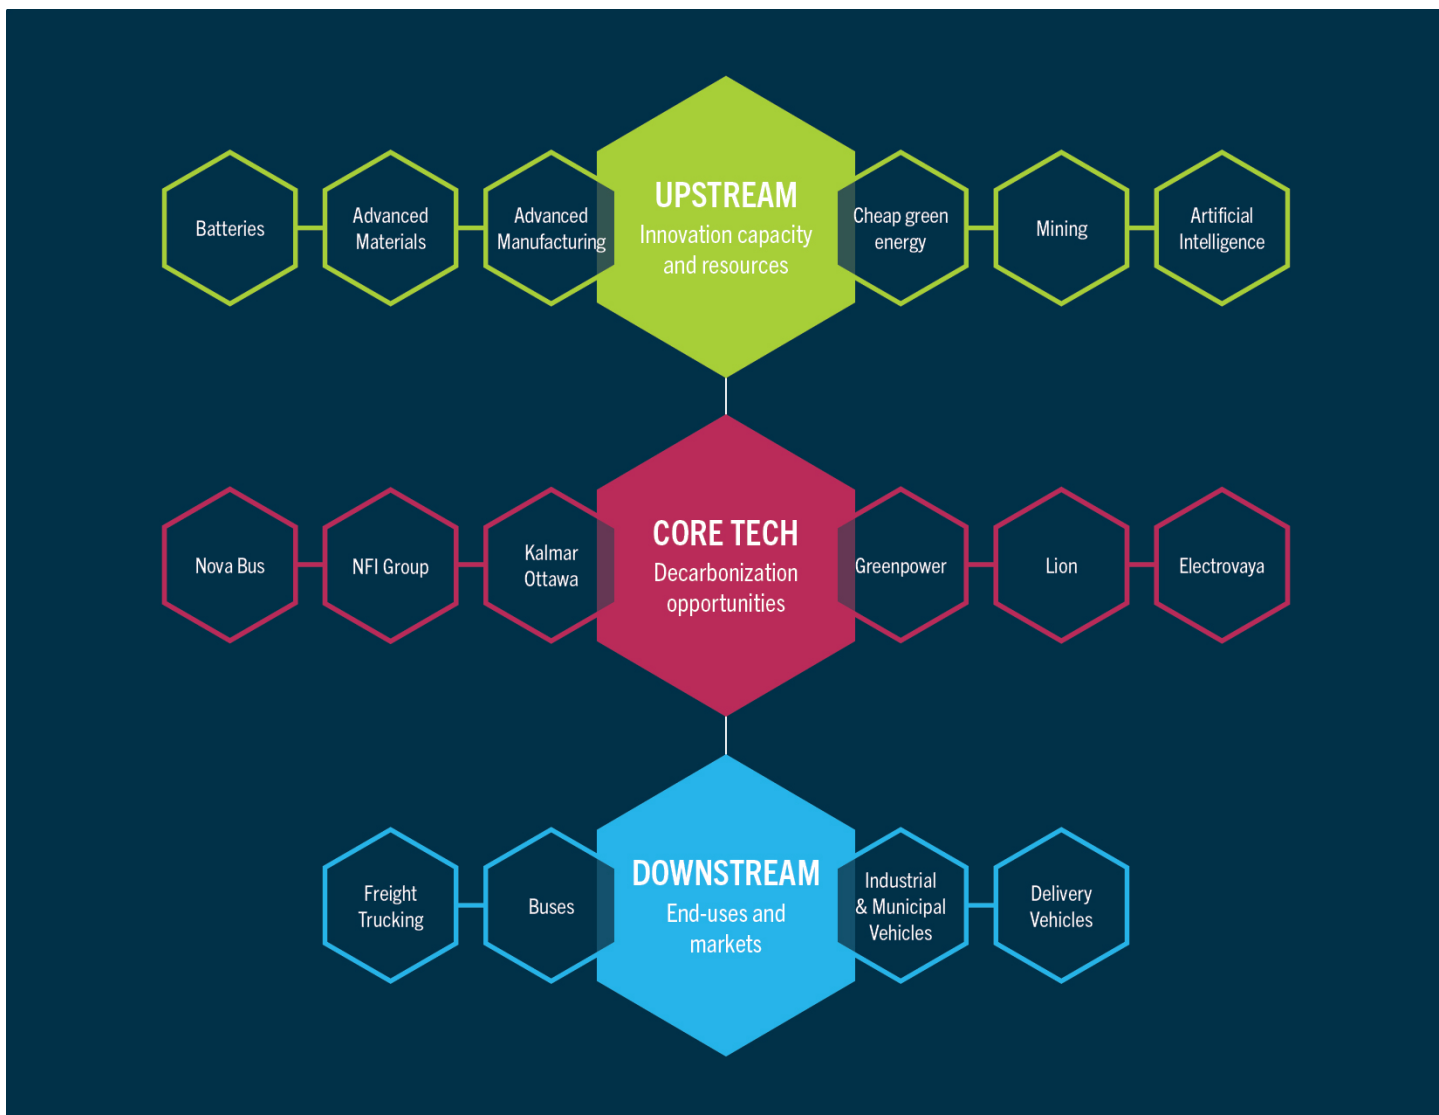 Batteries
Advanced
Materials
Advanced
Manufacturing
UPSTREAM
Innovation capacity
and resources
Cheap green
energy
Mining
Artificial
Intelligence
Nova Bus
NFI Group
Kalmar
Ottawa
CORE TECH
Decarbonization
opportunities
Greenpower
Lion
Electrovaya
Freight
Trucking
Buses
DOWNSTREAM
End-uses and
markets
Industrial
& Municipal
Vehicles
Delivery
Vehicles